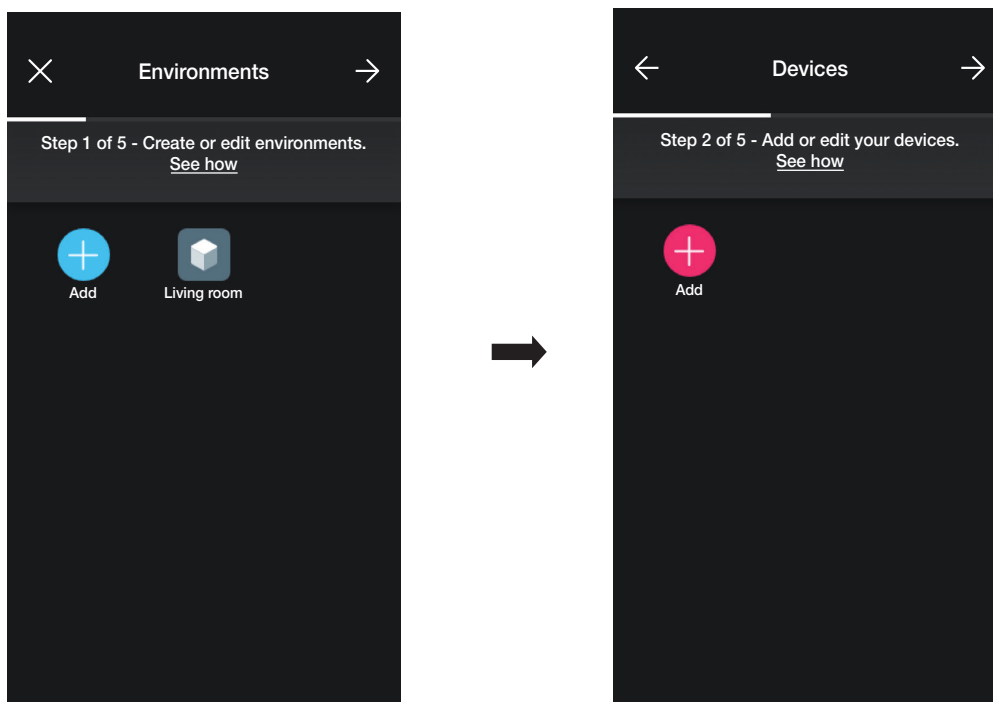 Environments
Step 1 of 5 - Create or edit environments.
See how
Add
Living room
Devices
Step 2 of 5 - Add or edit your devices.
See how
Add